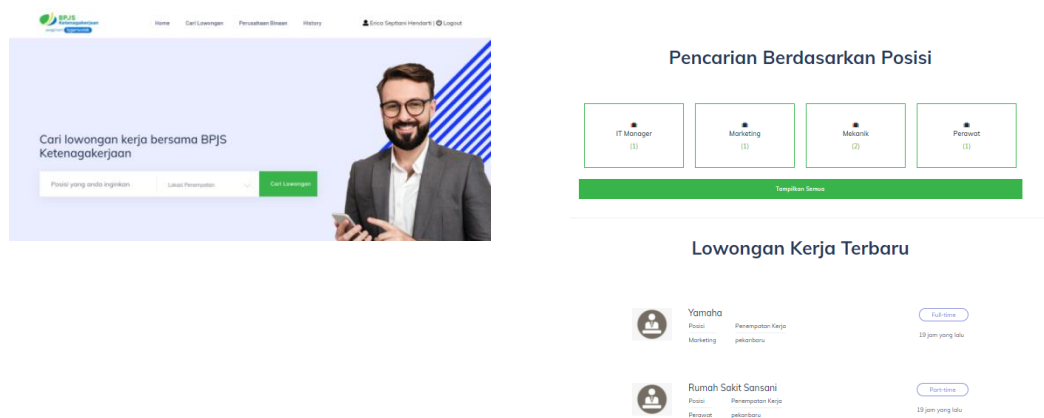 BPJS
Ketenagakerjaan
Home Cari Lowongan Perusahaan Binaan History
Enca Septiani Hendarti | Logout
Cari lowongan kerja bersama BPJS
Ketenagakerjaan
Posisi yang anda inginkan Lokasi Penempatan Cari Lowongan
Pencarian Berdasarkan Posisi
IT Manager
(1)
Marketing
(1)
Mekanik
(2)
Perawat
(1)
Tampilkan Semua
Lowongan Kerja Terbaru
Yamaha
Posisi Penempatan Kerja
Marketing pekanbaru
Full-time
19 jam yang lalu
Rumah Sakit Sansani
Posisi Penempatan Kerja
Perawat pekanbaru
Part-time
19 jam yang lalu